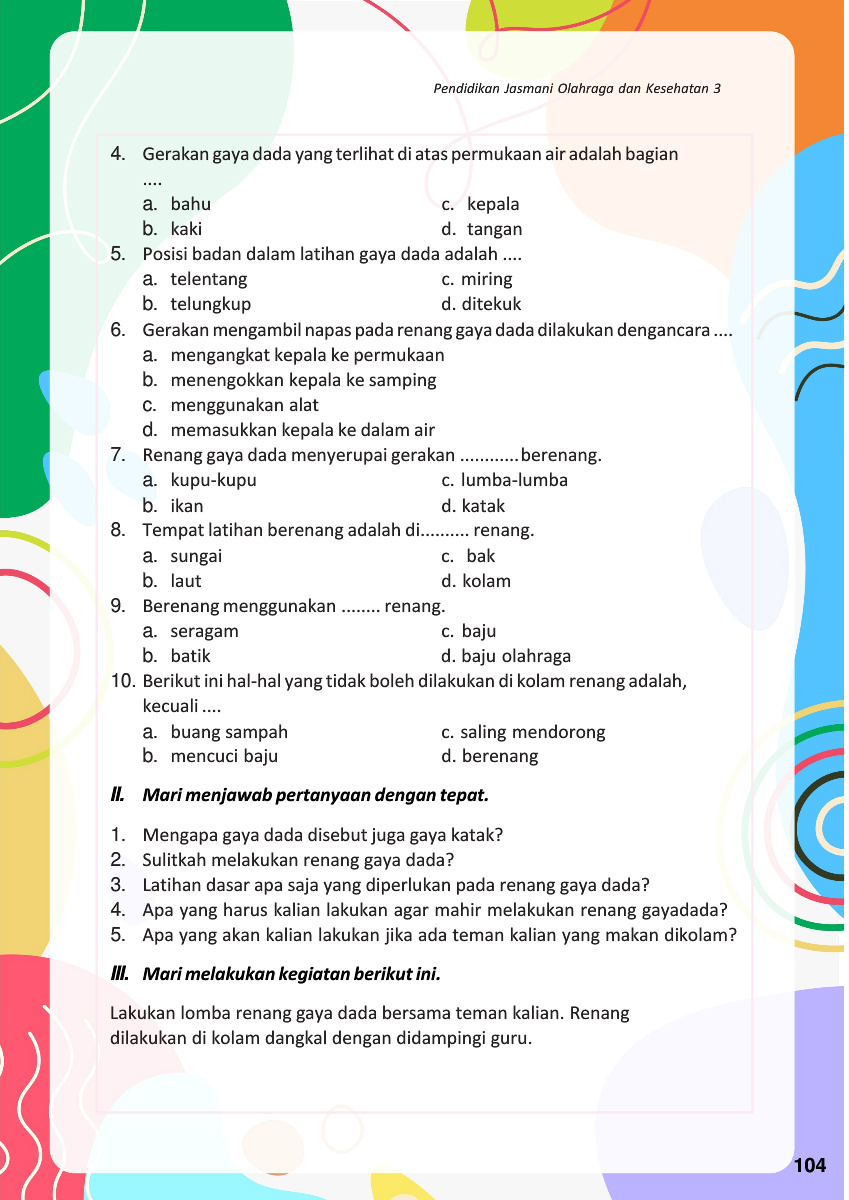 Pendidikan Jasmani Olahraga dan Kesehatan 3
4. Gerakan gaya dada yang terlihat di atas permukaan air adalah bagian
....
a. bahu c. kepala
b. kaki d. tangan
5. Posisi badan dalam latihan gaya dada adalah ....
a. telentang c. miring
b. telungkup d. ditekuk
6. Gerakan mengambil napas pada renang gaya dada dilakukan dengancara ....
a. mengangkat kepala ke permukaan
b. menengokkan kepala ke samping
c. menggunakan alat
d. memasukkan kepala ke dalam air
7. Renang gaya dada menyerupai gerakan ............berenang.
a. kupu-kupu c. lumba-lumba
b. ikan d. katak
8. Tempat latihan berenang adalah di.......... renang.
a. sungai c. bak
b. laut d. kolam
9. Berenang menggunakan ........ renang.
a. seragam c. baju
b. batik d. baju olahraga
10. Berikut ini hal-hal yang tidak boleh dilakukan di kolam renang adalah,
kecuali ....
a. buang sampah c. saling mendorong
b. mencuci baju d. berenang
II. Mari menjawab pertanyaan dengan tepat.
1. Mengapa gaya dada disebut juga gaya katak?
2. Sulitkah melakukan renang gaya dada?
3. Latihan dasar apa saja yang diperlukan pada renang gaya dada?
4. Apa yang harus kalian lakukan agar mahir melakukan renang gayadada?
5. Apa yang akan kalian lakukan jika ada teman kalian yang makan dikolam?
III. Mari melakukan kegiatan berikut ini.
Lakukan lomba renang gaya dada bersama teman kalian. Renang
dilakukan di kolam dangkal dengan didampingi guru.
104